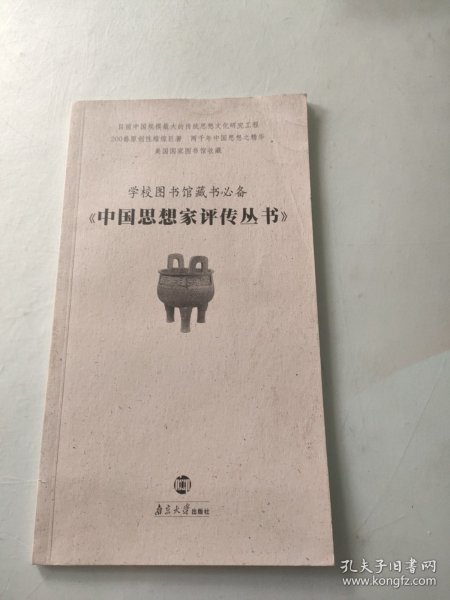 目前中国规模最大的传统思想文化研究工程
200部原创性煌煌巨著 两千年中国思想之精华
美国国家图书馆收藏
学校图书馆藏书必备
《中国思想家评传丛书》
南京大学出版社
孔夫子旧书网
www.kongfz.com